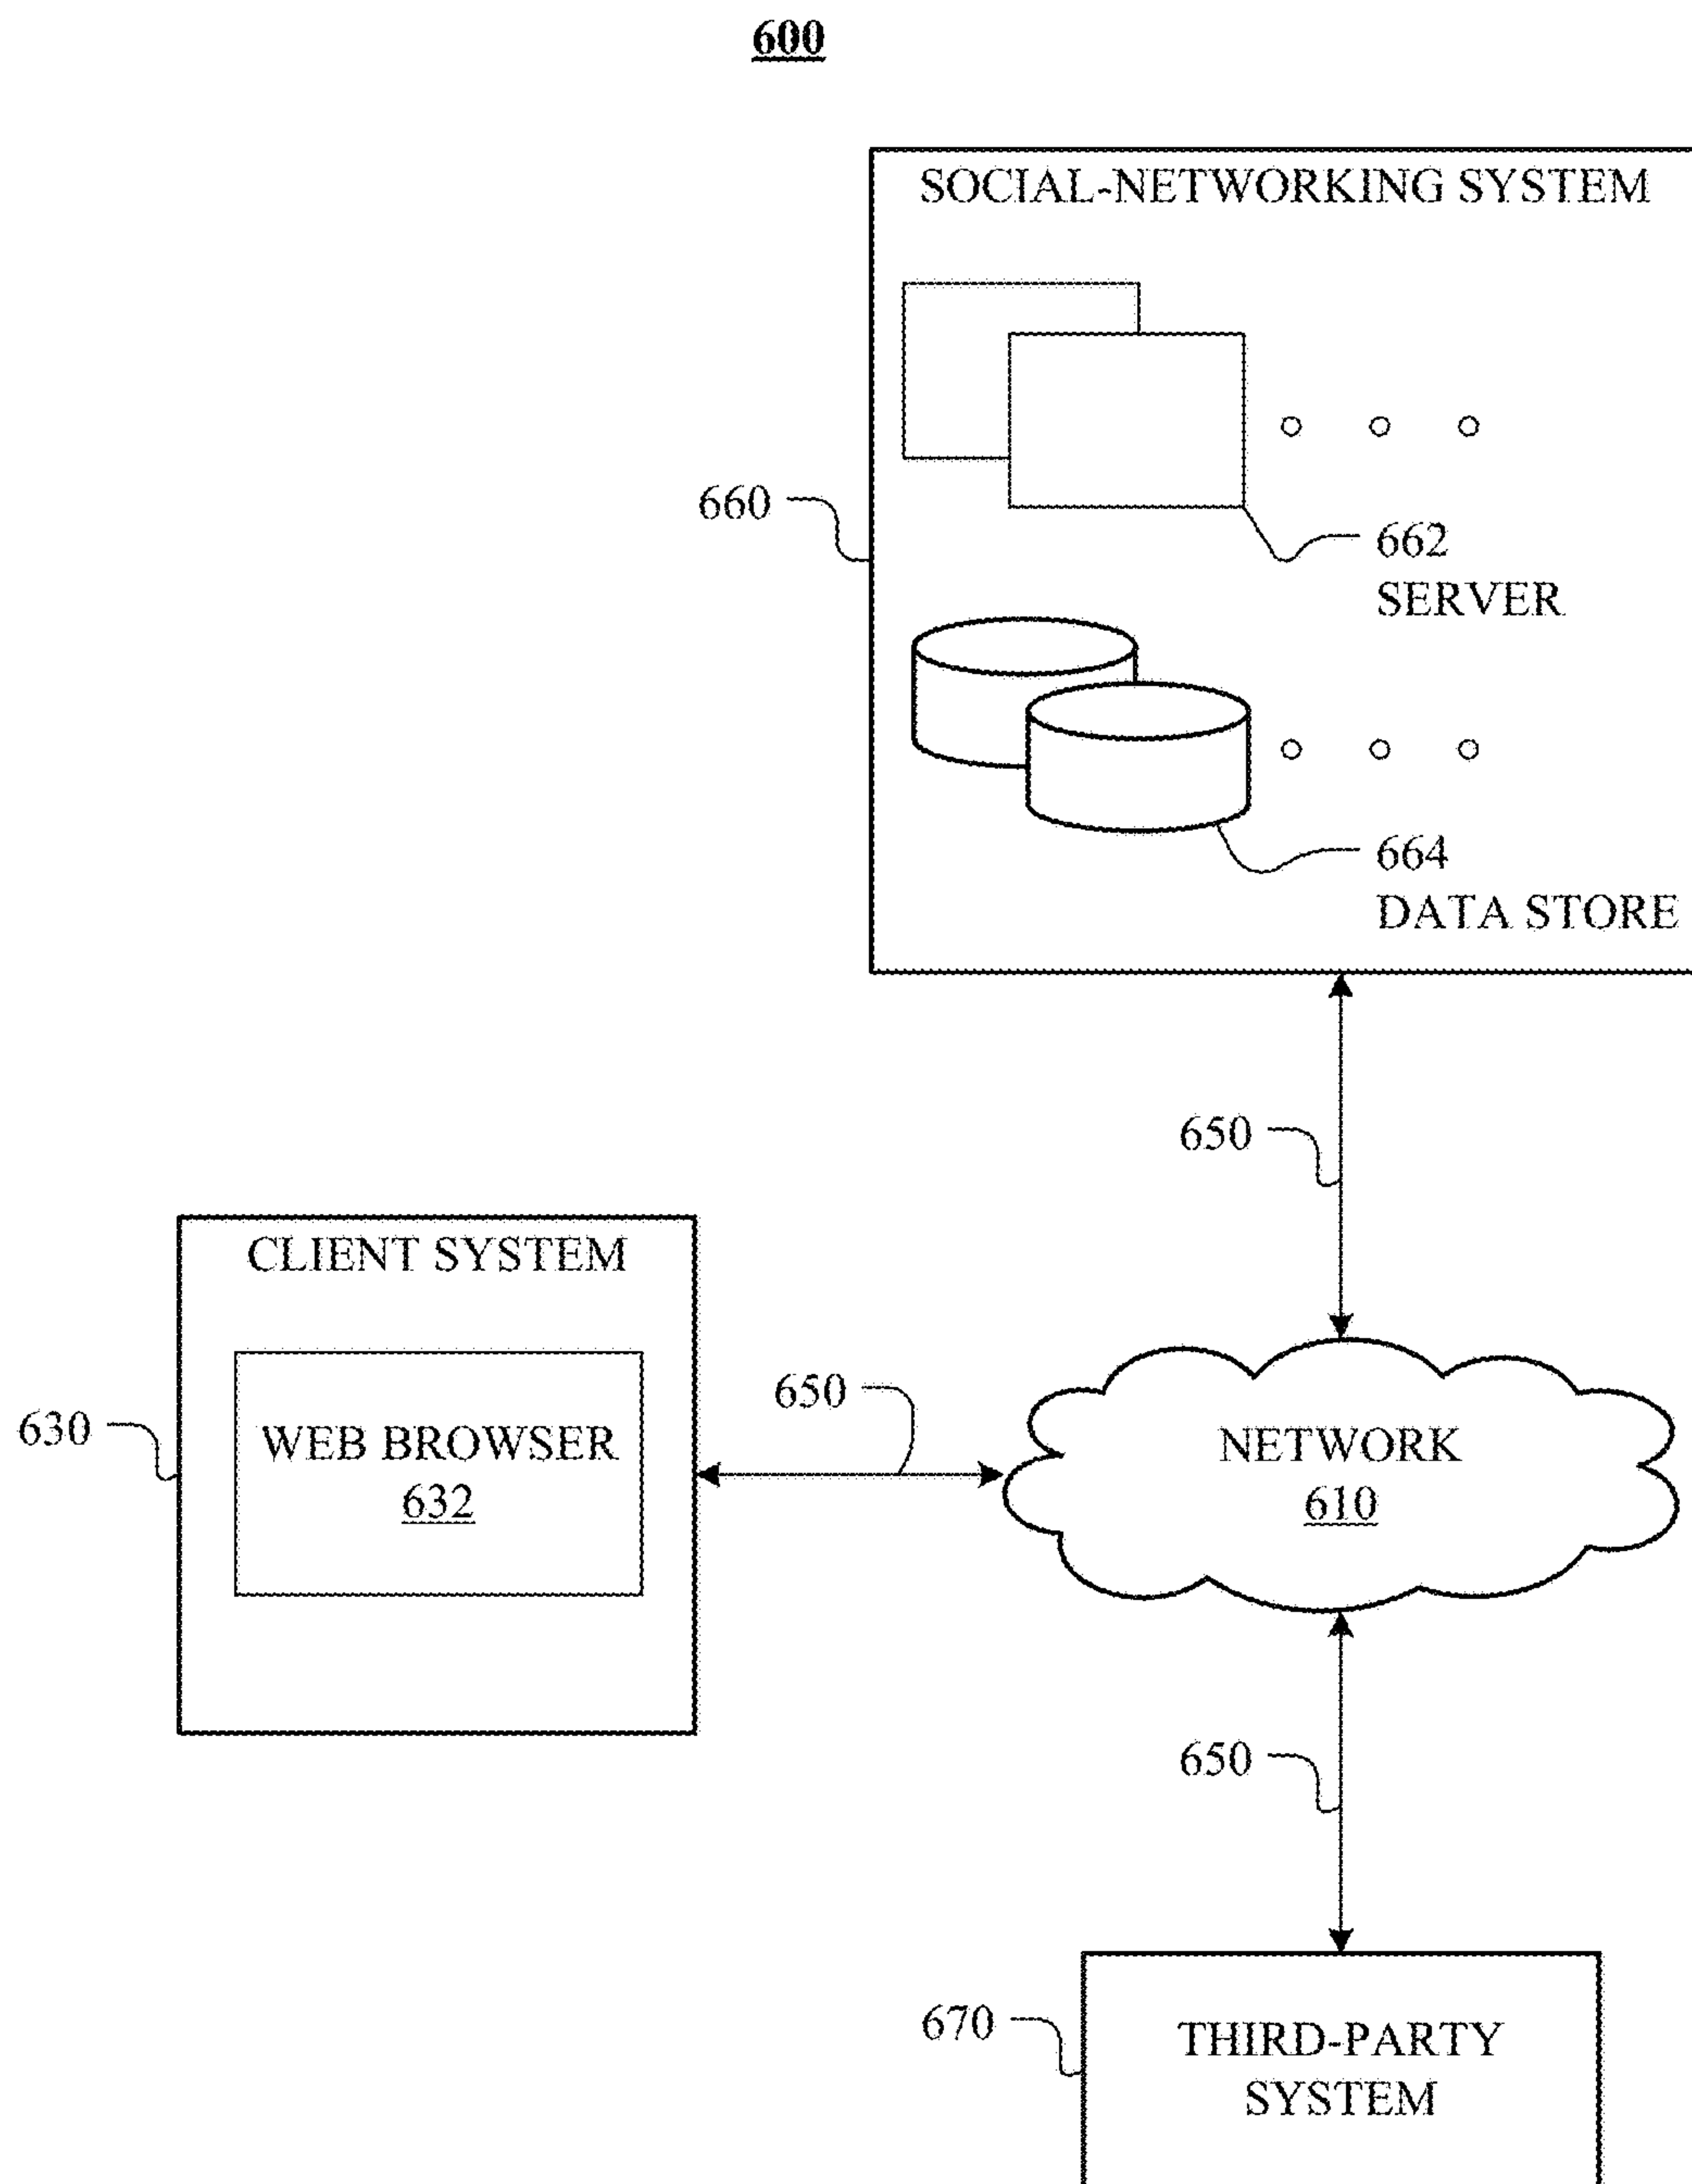 600
SOCIAL-NETWORKING SYSTEM
660
662
SERVER
664
DATA STORE
650
CLIENT SYSTEM
630
WEB BROWSER
632
650
NETWORK
610
650
670
THIRD-PARTY
SYSTEM